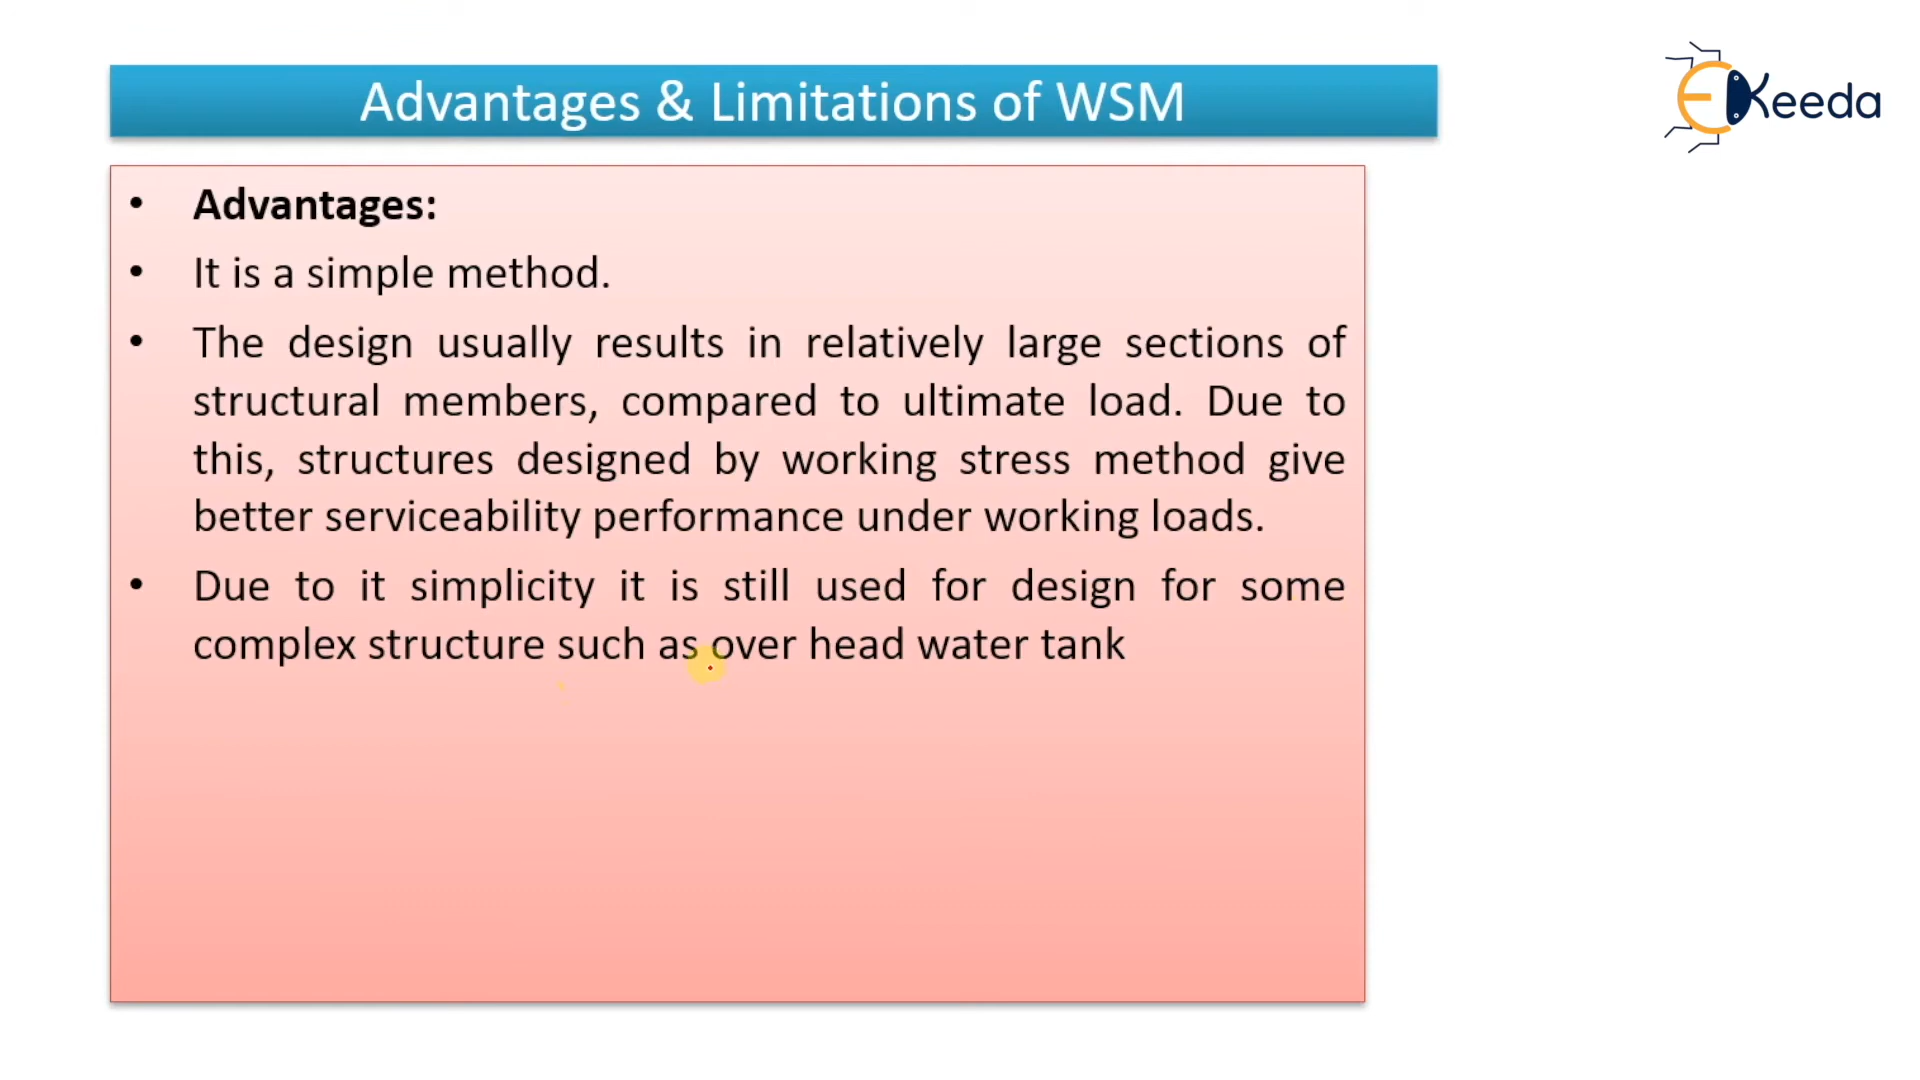 Advantages & Limitations of WSM
EKeeda
• Advantages:
• It is a simple method.
• The design usually results in relatively large sections of
structural members, compared to ultimate load. Due to
this, structures designed by working stress method give
better serviceability performance under working loads.
• Due to it simplicity it is still used for design for some
complex structure such as over head water tank